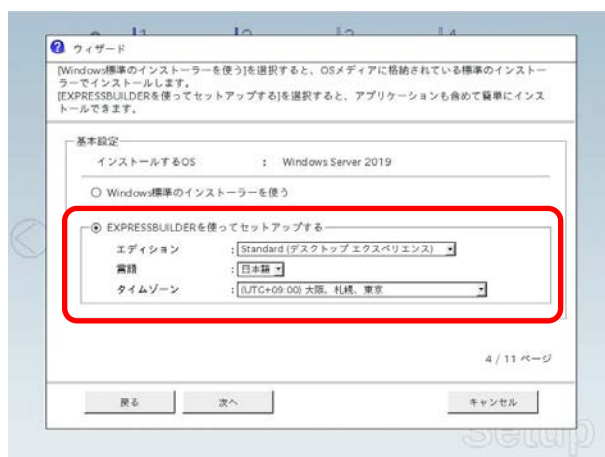 ウィザード
[Windows標準のインストーラーを使う]を選択すると、OSメディアに格納されている標準のインストー
ラーでインストールします。
[EXPRESSBUILDERを使ってセットアップする]を選択すると、アプリケーションも含めて簡単にインス
トールできます。
基本設定
インストールするOS : Windows Server 2019
Windows標準のインストーラーを使う
EXPRESSBUILDERを使ってセットアップする
エディション : Standard (デスクトップ エクスペリエンス)
言語 : 日本語
タイムゾーン : (UTC+09:00) 大阪、札幌、東京
4 / 11 ページ
戻る 次へ キャンセル
Setup